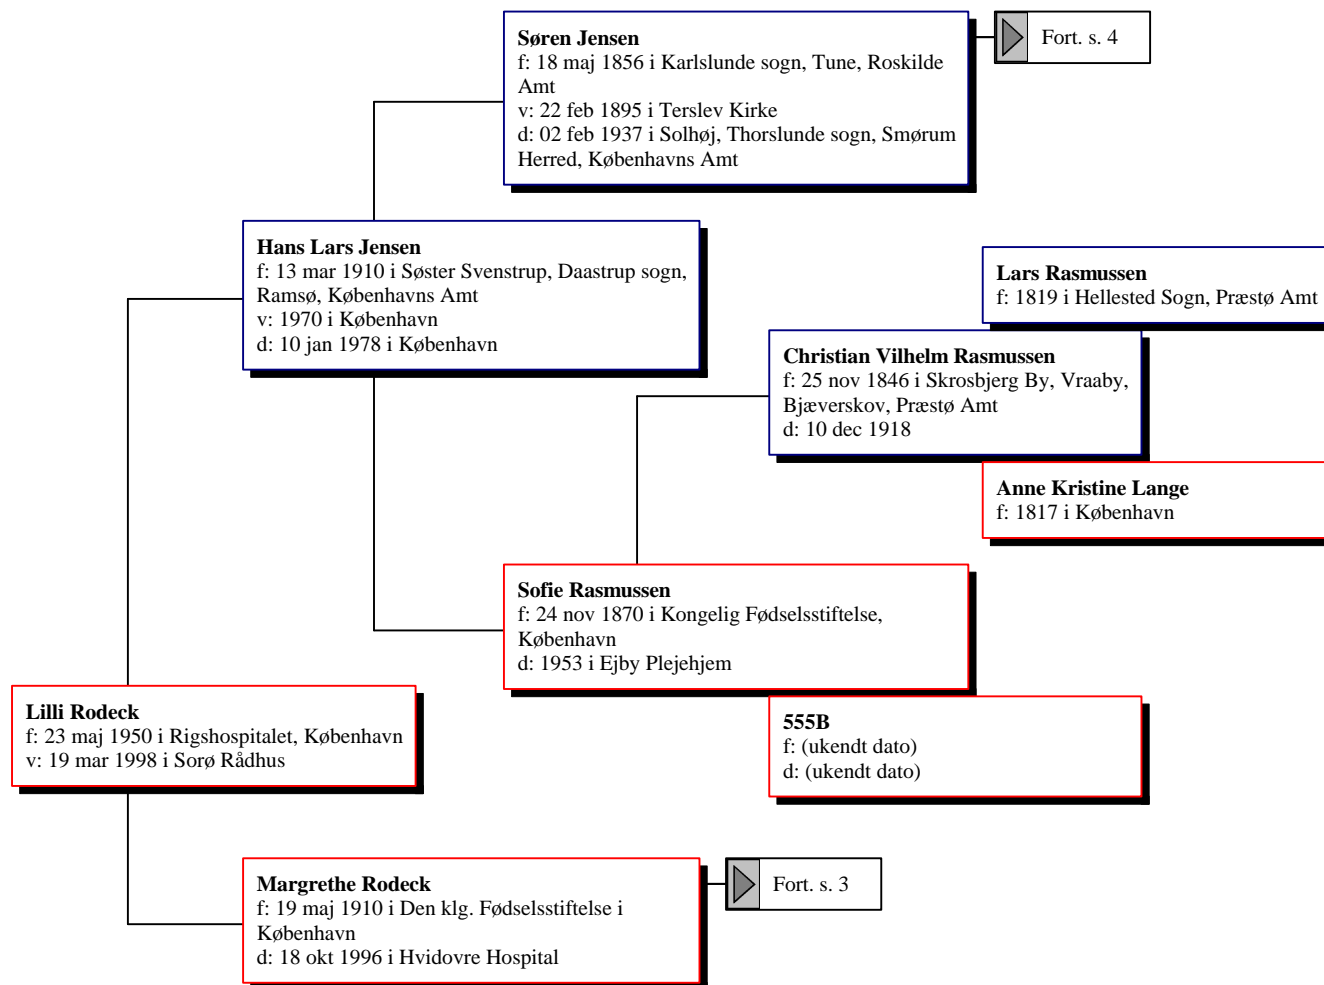 Søren Jensen
f: 18 maj 1856 i Karlslunde sogn, Tune, Roskilde
Amt
v: 22 feb 1895 i Terslev Kirke
d: 02 feb 1937 i Solhøj, Thorslunde sogn, Smørum
Herred, Københavns Amt
Fort. s. 4
Hans Lars Jensen
f: 13 mar 1910 i Søster Svenstrup, Daastrup sogn,
Ramsø, Københavns Amt
v: 1970 i København
d: 10 jan 1978 i København
Lars Rasmussen
f: 1819 i Hellested Sogn, Præstø Amt
Christian Vilhelm Rasmussen
f: 25 nov 1846 i Skrosbjerg By, Vraaby,
Bjæverskov, Præstø Amt
d: 10 dec 1918
Anne Kristine Lange
f: 1817 i København
Sofie Rasmussen
f: 24 nov 1870 i Kongelig Fødselsstiftelse,
København
d: 1953 i Ejby Plejehjem
Lilli Rodeck
f: 23 maj 1950 i Rigshospitalet, København
v: 19 mar 1998 i Sorø Rådhus
555B
f: (ukendt dato)
d: (ukendt dato)
Margrethe Rodeck
f: 19 maj 1910 i Den klg. Fødselsstiftelse i
København
d: 18 okt 1996 i Hvidovre Hospital
Fort. s. 3